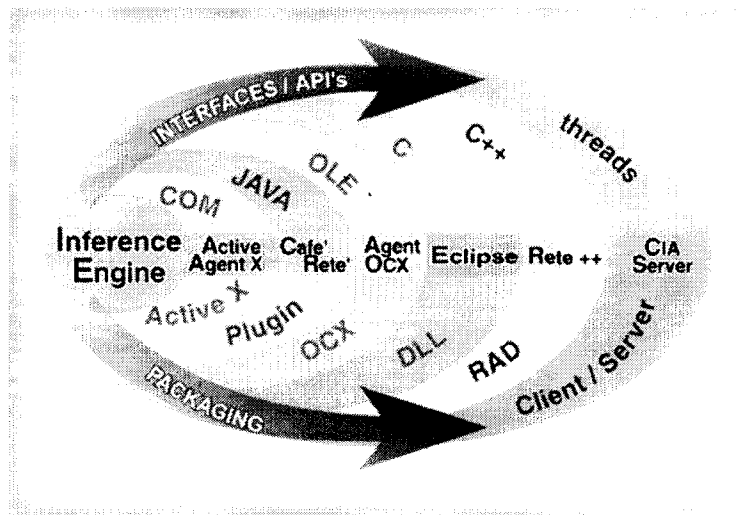 INTERFACES / API's
COM
JAVA
OLE
C
C++
threads
Inference
Engine
Active
Agent X
Cafe'
Rete'
Agent
OCX
Eclipse
Rete ++
CIA
Server
Active X
Plugin
OCX
DLL
RAD
Client / Server
PACKAGING